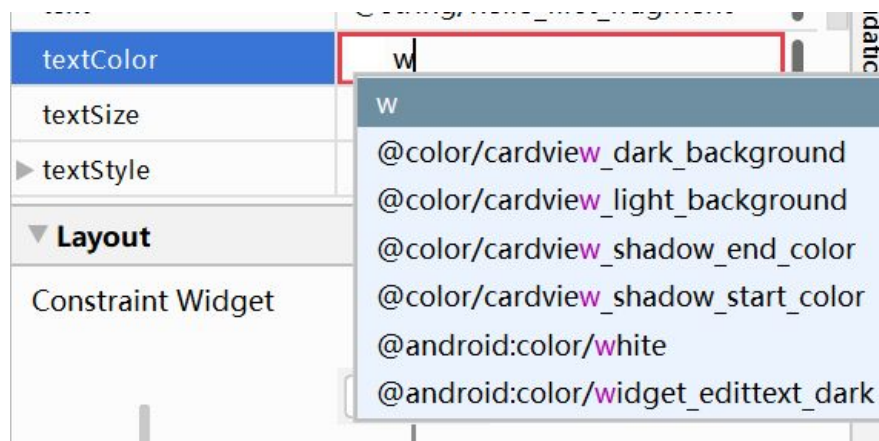 textColor
w
textSize
textStyle
w
@color/cardview_dark_background
@color/cardview_light_background
@color/cardview_shadow_end_color
@color/cardview_shadow_start_color
@android:color/white
@android:color/widget_edittext_dark
Layout
Constraint Widget